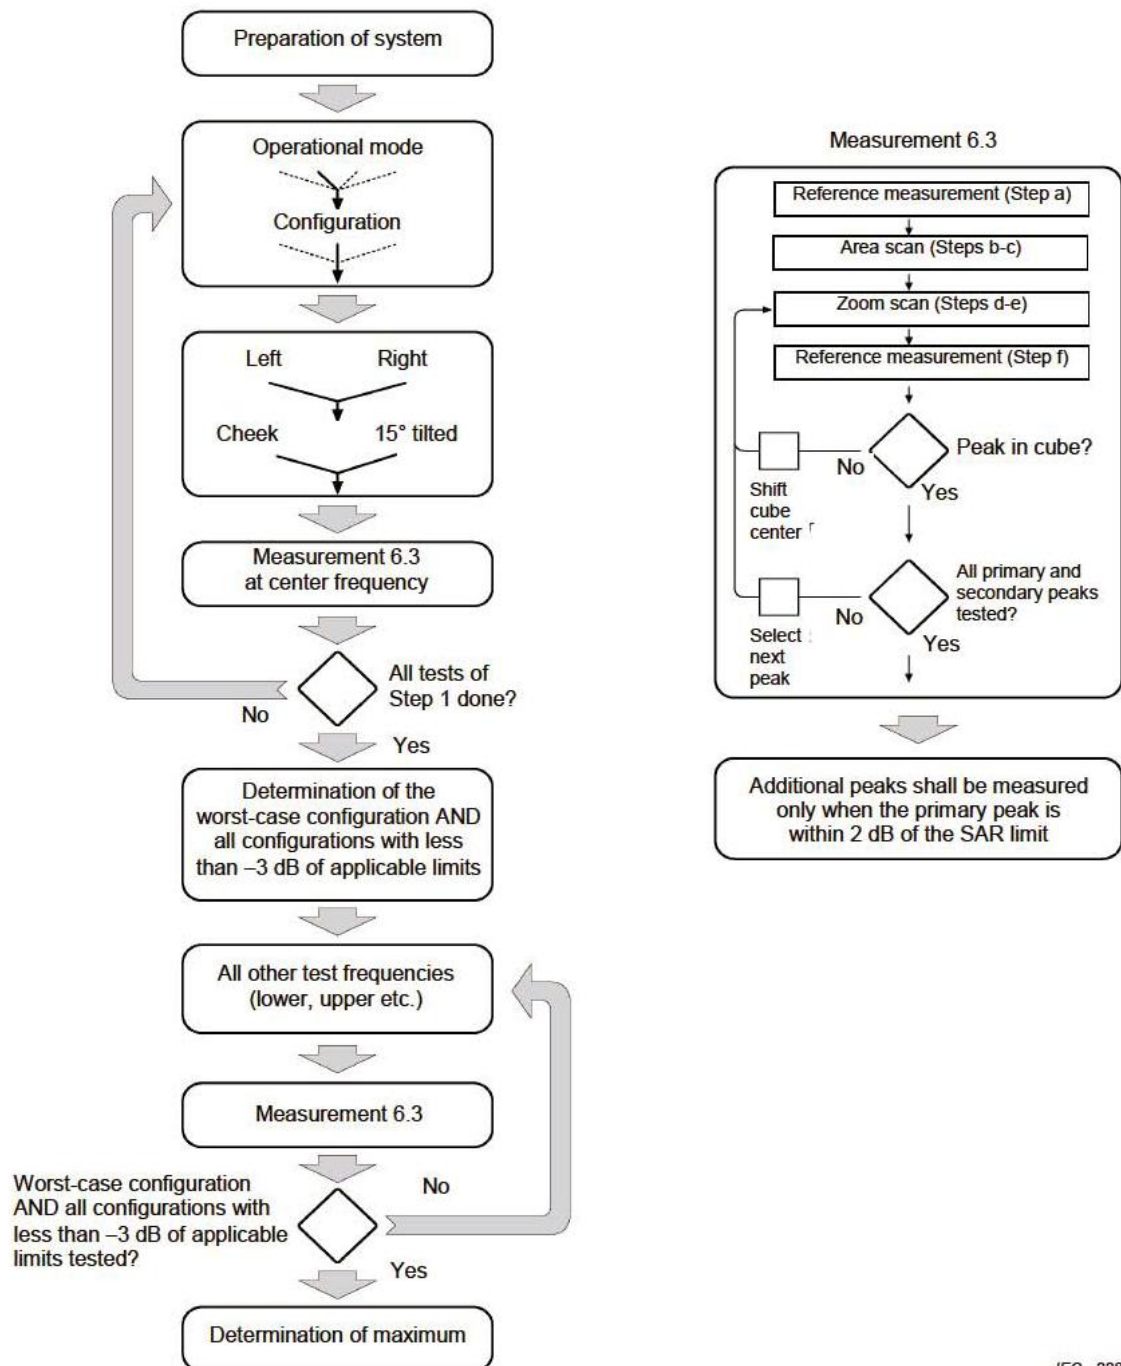 Preparation of system
Operational mode
Configuration
Left Right
Cheek 15° tilted
Measurement 6.3
at center frequency
All tests of
Step 1 done?
No
Yes
Determination of the
worst-case configuration AND
all configurations with less
than –3 dB of applicable limits
All other test frequencies
(lower, upper etc.)
Measurement 6.3
Worst-case configuration
AND all configurations with
less than –3 dB of applicable
limits tested?
No
Yes
Determination of maximum
Measurement 6.3
Reference measurement (Step a)
Area scan (Steps b-c)
Zoom scan (Steps d-e)
Reference measurement (Step f)
Peak in cube?
No
Yes
Shift
cube
center
All primary and
secondary peaks
tested?
No
Yes
Select
next
peak
Additional peaks shall be measured
only when the primary peak is
within 2 dB of the SAR limit